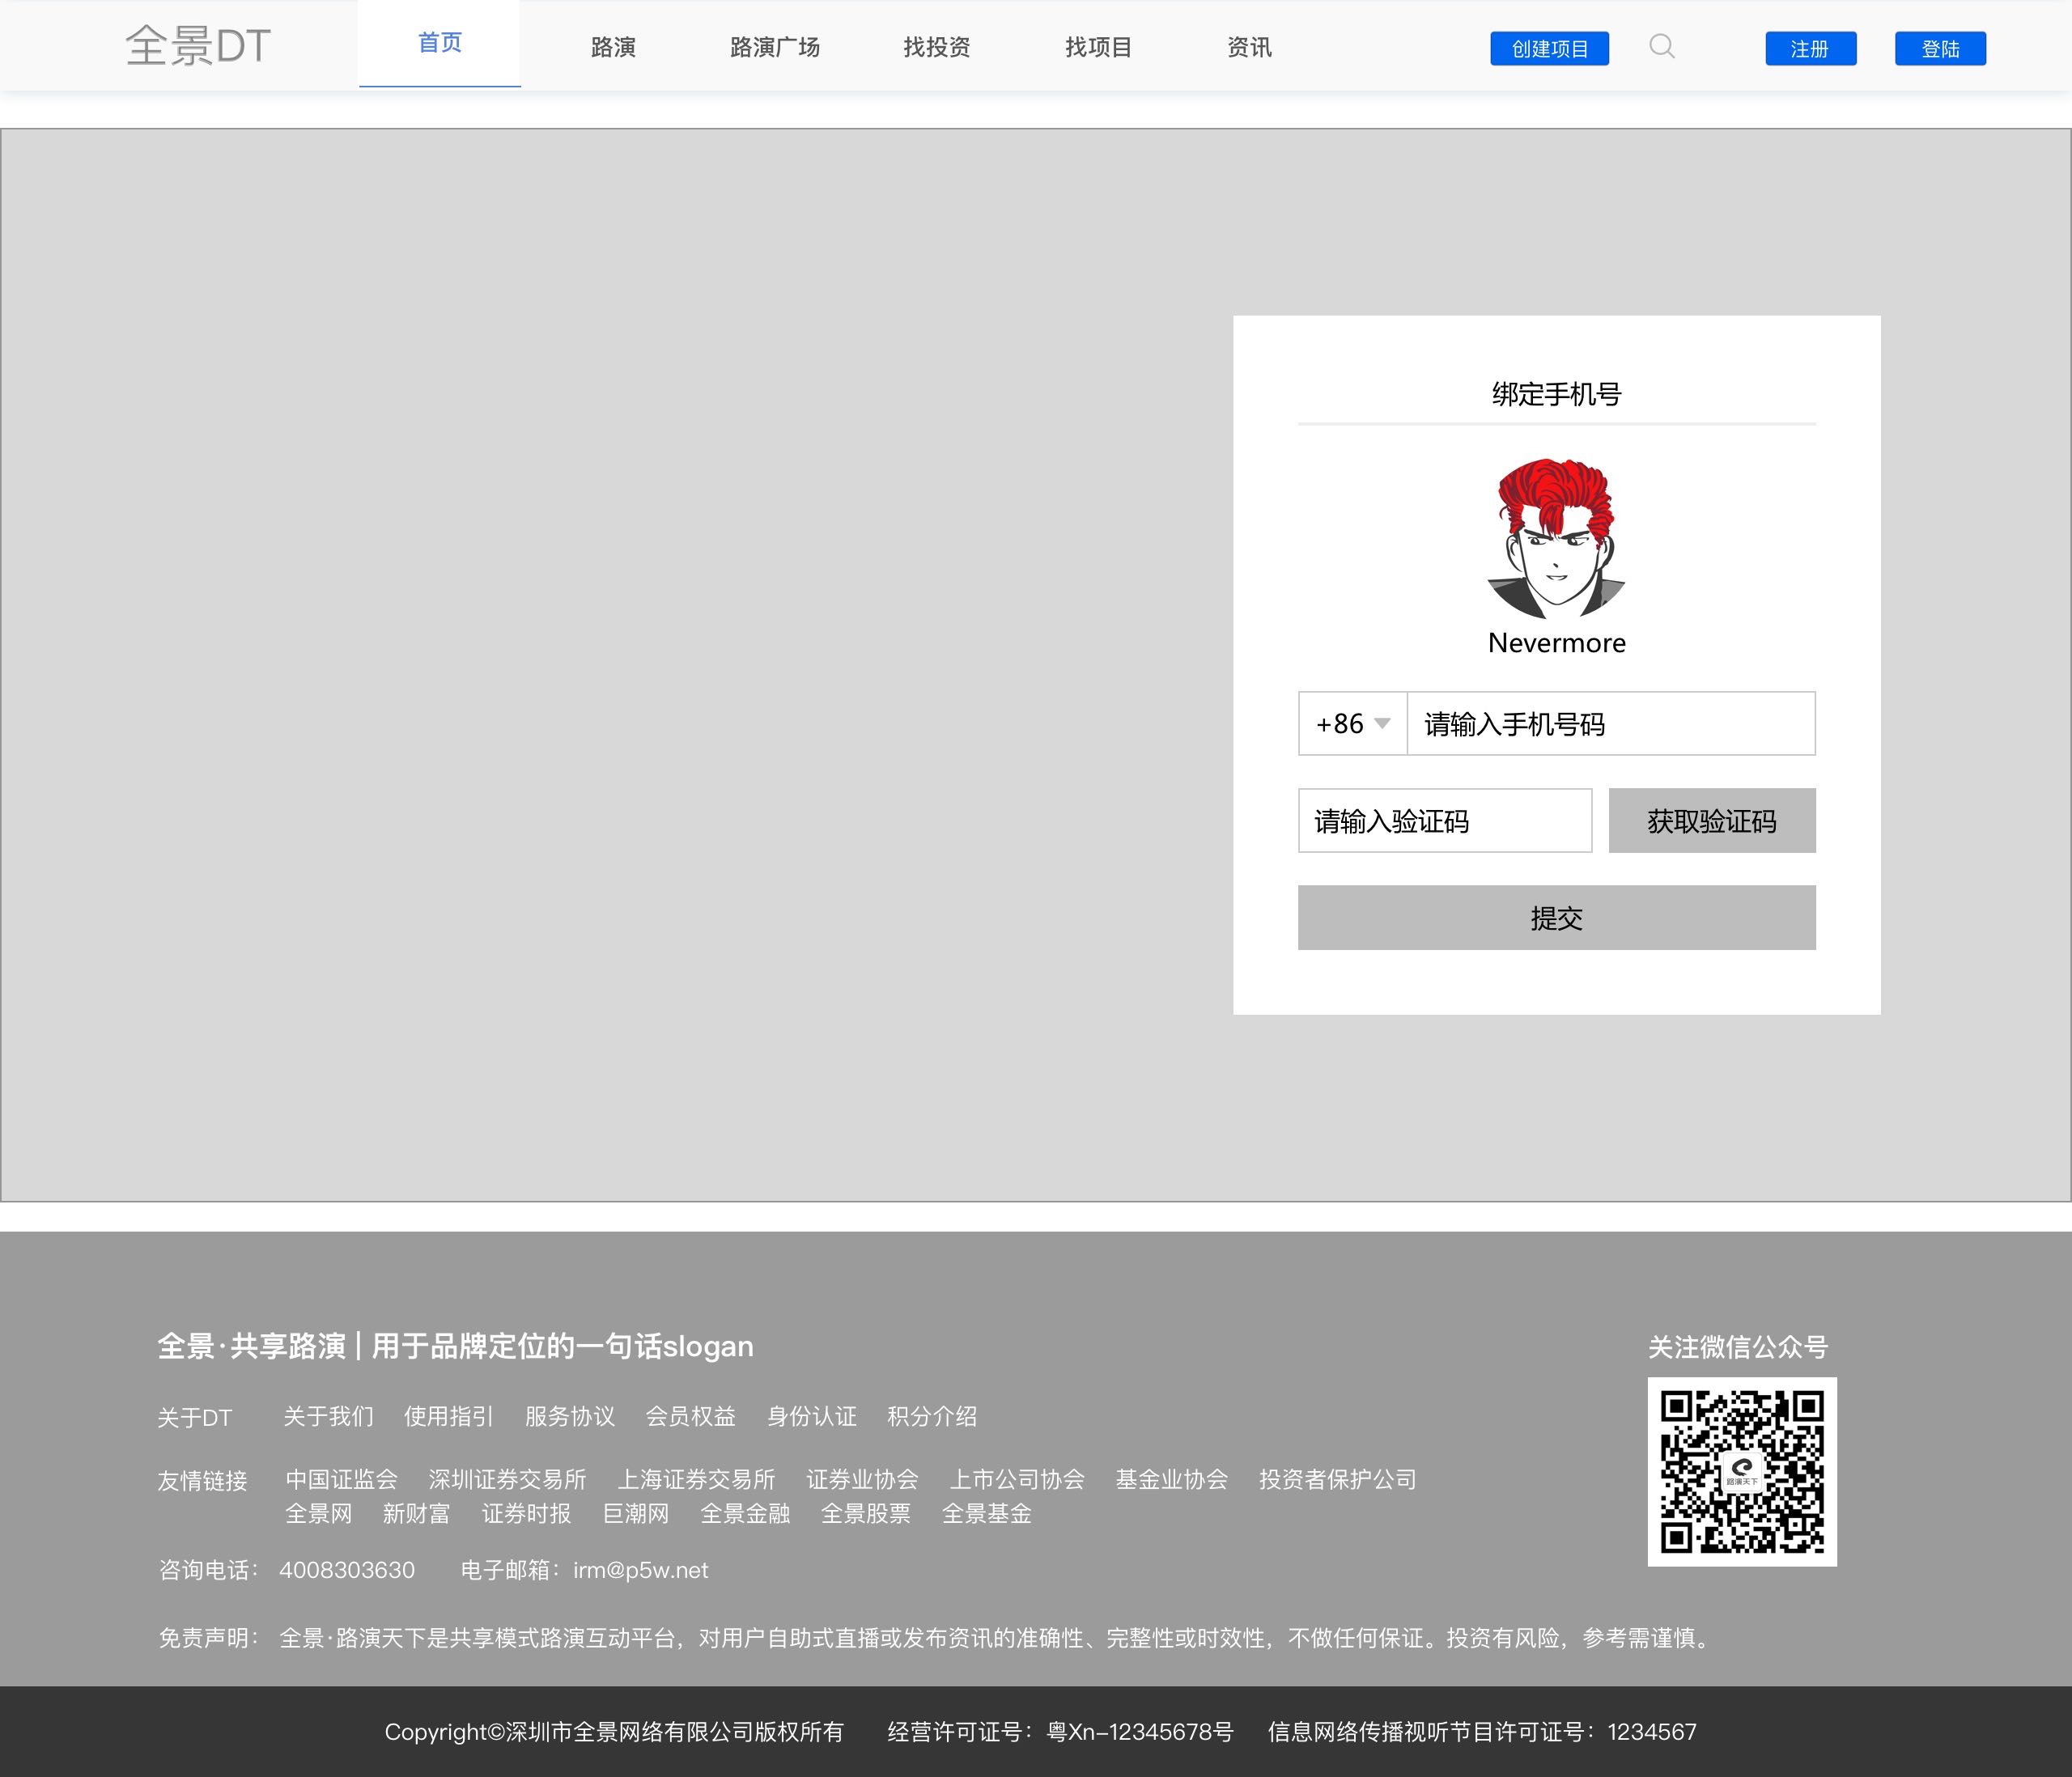 全景DT 首页 路演 路演广场 找投资 找项目 资讯 创建项目 注册 登陆
绑定手机号
Nevermore
+86 请输入手机号码
请输入验证码 获取验证码
提交
全景·共享路演 | 用于品牌定位的一句话slogan
关于DT 关于我们 使用指引 服务协议 会员权益 身份认证 积分介绍
友情链接 中国证监会 深圳证券交易所 上海证券交易所 证券业协会 上市公司协会 基金业协会 投资者保护公司
全景网 新财富 证券时报 巨潮网 全景金融 全景股票 全景基金
咨询电话： 4008303630 电子邮箱：irm@p5w.net
免责声明： 全景·路演天下是共享模式路演互动平台，对用户自助式直播或发布资讯的准确性、完整性或时效性，不做任何保证。投资有风险，参考需谨慎。
关注微信公众号
路演天下
Copyright©深圳市全景网络有限公司版权所有 经营许可证号：粤Xn-12345678号 信息网络传播视听节目许可证号：1234567